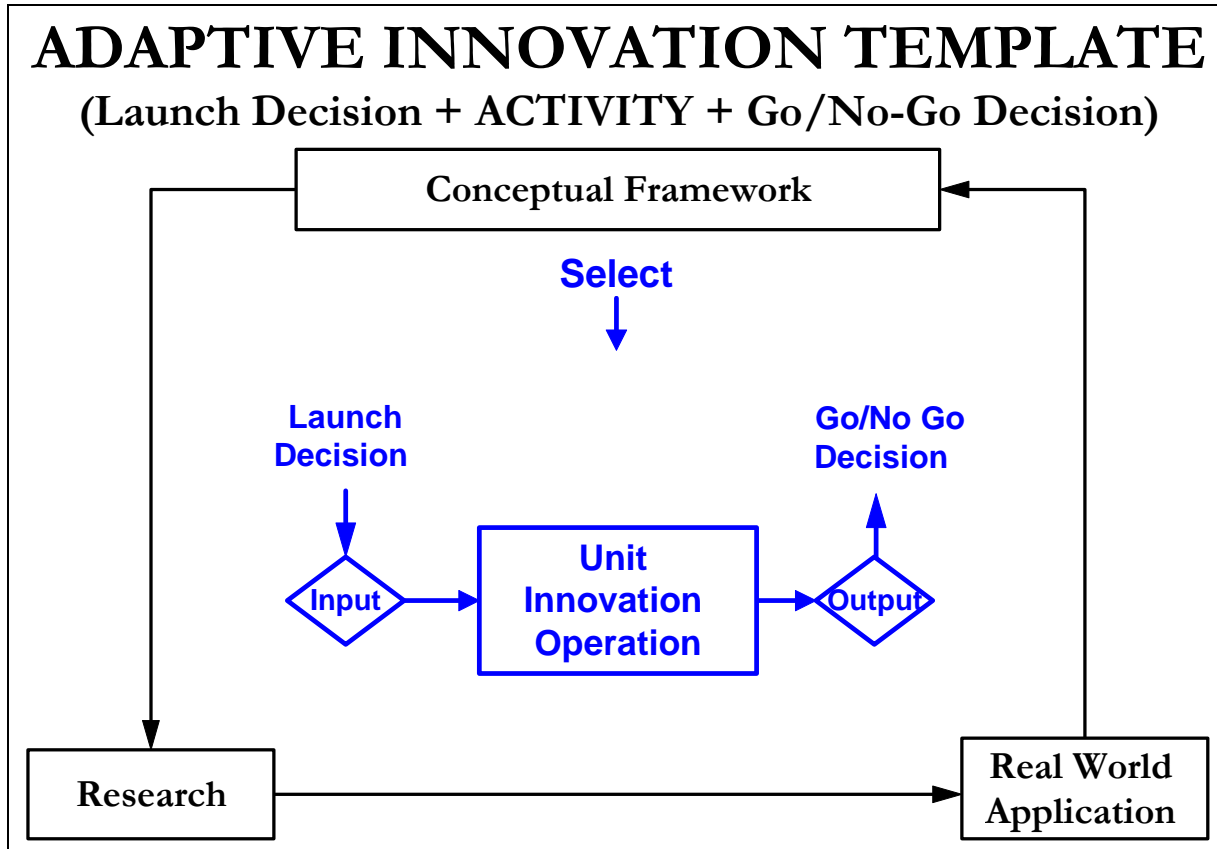 ADAPTIVE INNOVATION TEMPLATE
(Launch Decision + ACTIVITY + Go/No-Go Decision)
Conceptual Framework
Select
Launch
Decision
Go/No Go
Decision
Input
Unit
Innovation
Operation
Output
Research
Real World
Application